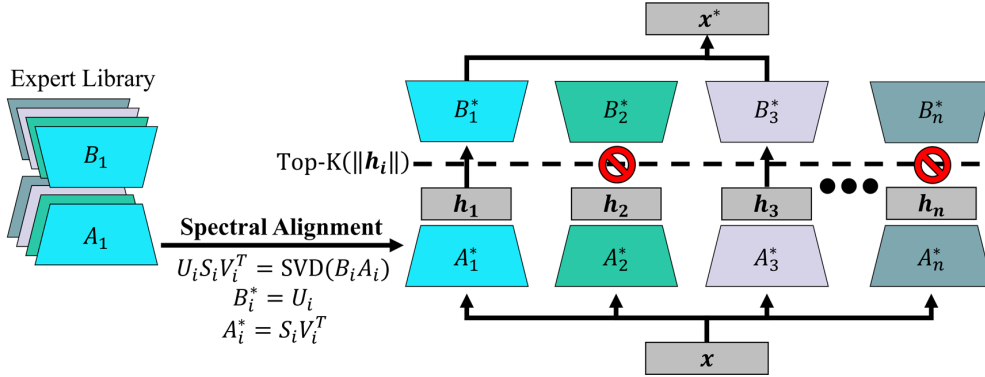 x*
Expert Library
B₁* B₂* B₃* Bₙ*
B₁
Top-K(‖hᵢ‖)
h₁ h₂ h₃ hₙ
A₁
Spectral Alignment
A₁* A₂* A₃* Aₙ*
UᵢSᵢVᵢᵀ = SVD(BᵢAᵢ)
Bᵢ* = Uᵢ
Aᵢ* = SᵢVᵢᵀ
x